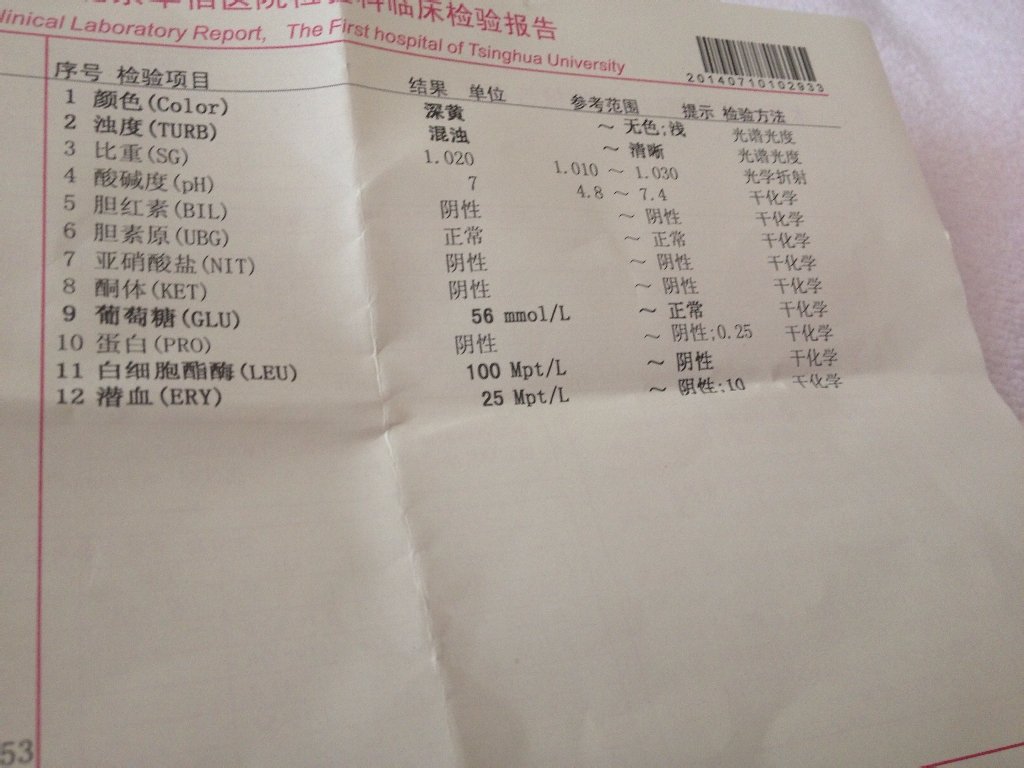 医院检验科临床检验报告
linical Laboratory Report, The First hospital of Tsinghua University
20140710102933
序号 检验项目 结果 单位 参考范围 提示 检验方法
1 颜色(Color) 深黄 ~ 无色;浅 光谱光度
2 浊度(TURB) 混浊 ~ 清晰 光谱光度
3 比重(SG) 1.020 1.010 ~ 1.030 光学折射
4 酸碱度(pH) 7 4.8 ~ 7.4 干化学
5 胆红素(BIL) 阴性 ~ 阴性 干化学
6 胆素原(UBG) 正常 ~ 正常 干化学
7 亚硝酸盐(NIT) 阴性 ~ 阴性 干化学
8 酮体(KET) 阴性 ~ 阴性 干化学
9 葡萄糖(GLU) 56 mmol/L ~ 正常 干化学
10 蛋白(PRO) 阴性 ~ 阴性;0.25 干化学
11 白细胞酯酶(LEU) 100 Mpt/L ~ 阴性 干化学
12 潜血(ERY) 25 Mpt/L ~ 阴性;10 干化学
53